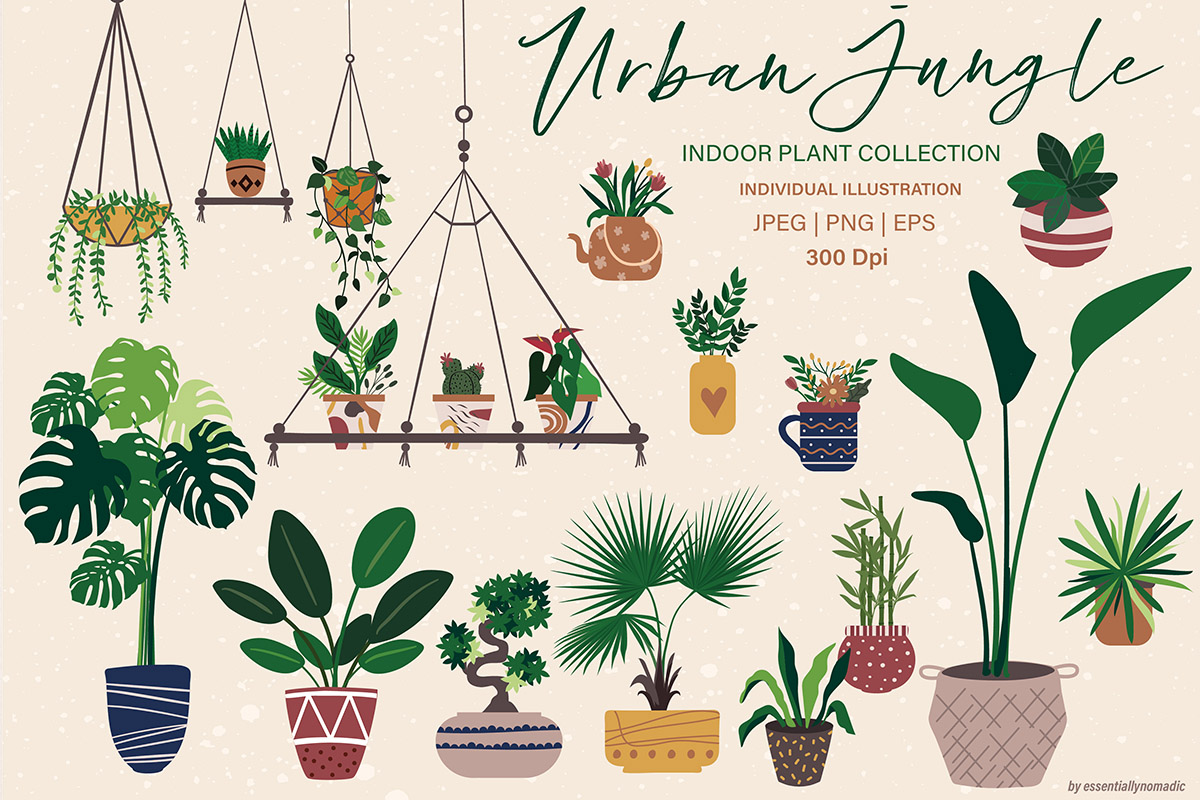 Urban Jungle
INDOOR PLANT COLLECTION
INDIVIDUAL ILLUSTRATION
JPEG | PNG | EPS
300 Dpi
by essentiallynomadic